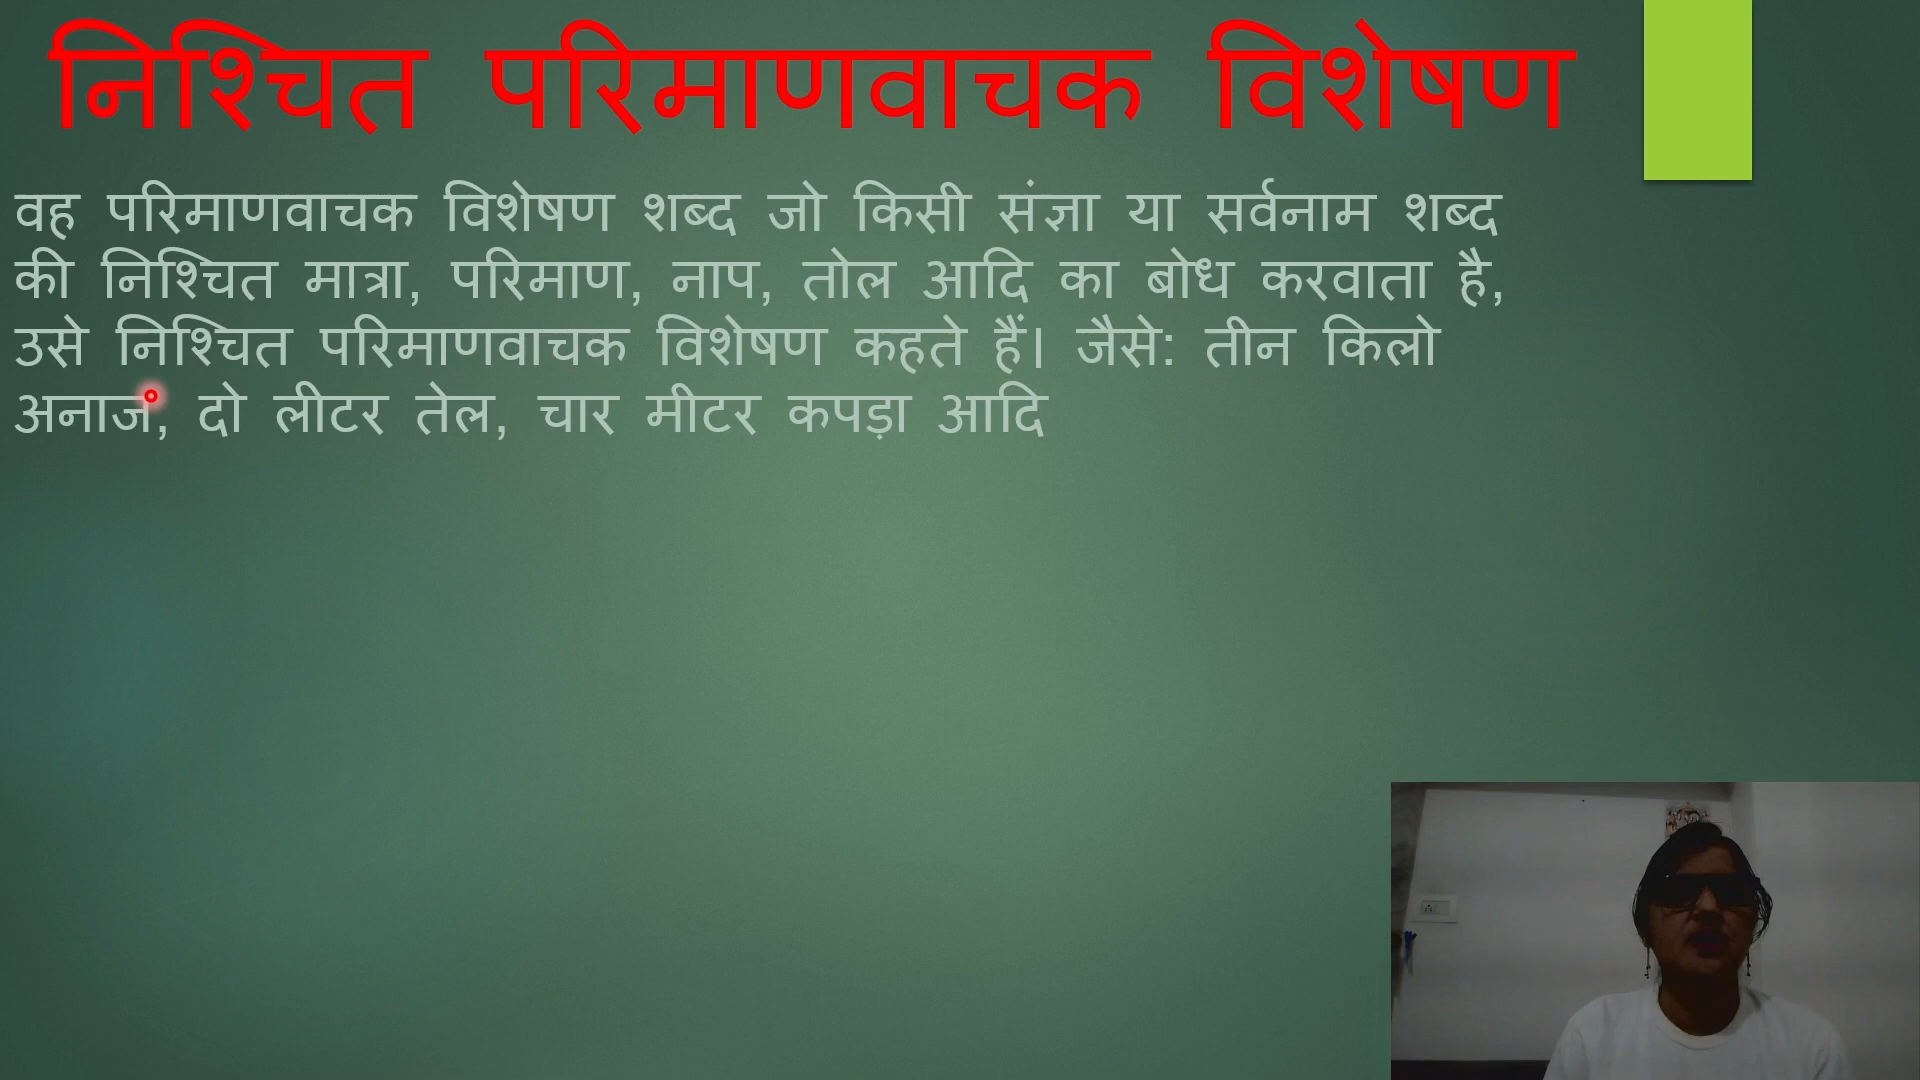 निश्चित परिमाणवाचक विशेषण
वह परिमाणवाचक विशेषण शब्द जो किसी संज्ञा या सर्वनाम शब्द
की निश्चित मात्रा, परिमाण, नाप, तोल आदि का बोध करवाता है,
उसे निश्चित परिमाणवाचक विशेषण कहते हैं। जैसे: तीन किलो
अनाज, दो लीटर तेल, चार मीटर कपड़ा आदि